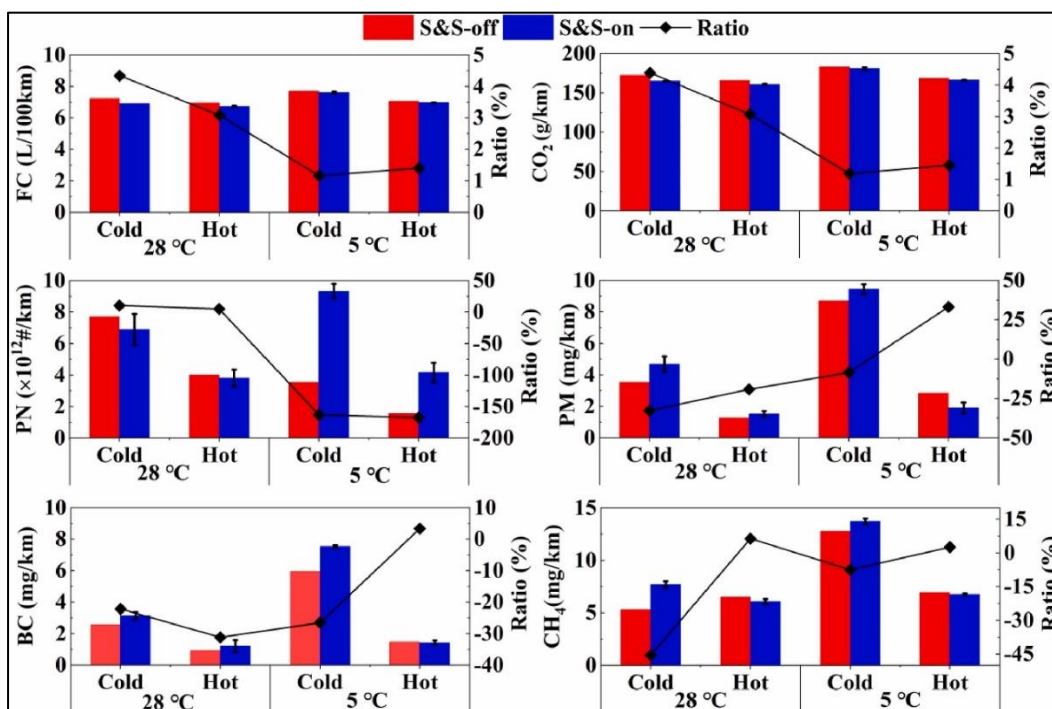 S&S-off S&S-on Ratio
FC (L/100km)
10
8
6
4
2
0
Ratio (%)
5
4
3
2
1
0
Cold Hot Cold Hot
28 °C 5 °C
CO₂ (g/km)
200
150
100
50
0
Ratio (%)
5
4
3
2
1
0
Cold Hot Cold Hot
28 °C 5 °C
PN (×10¹²#/km)
10
8
6
4
2
0
Ratio (%)
50
0
-50
-100
-150
-200
Cold Hot Cold Hot
28 °C 5 °C
PM (mg/km)
10
8
6
4
2
0
Ratio (%)
50
25
0
-25
-50
Cold Hot Cold Hot
28 °C 5 °C
BC (mg/km)
10
8
6
4
2
0
Ratio (%)
10
0
-10
-20
-30
-40
Cold Hot Cold Hot
28 °C 5 °C
CH₄(mg/km)
15
10
5
0
Ratio (%)
15
0
-15
-30
-45
Cold Hot Cold Hot
28 °C 5 °C